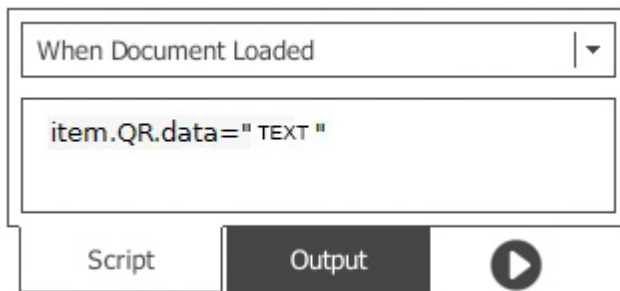 When Document Loaded
item.QR.data=" TEXT "
Script
Output